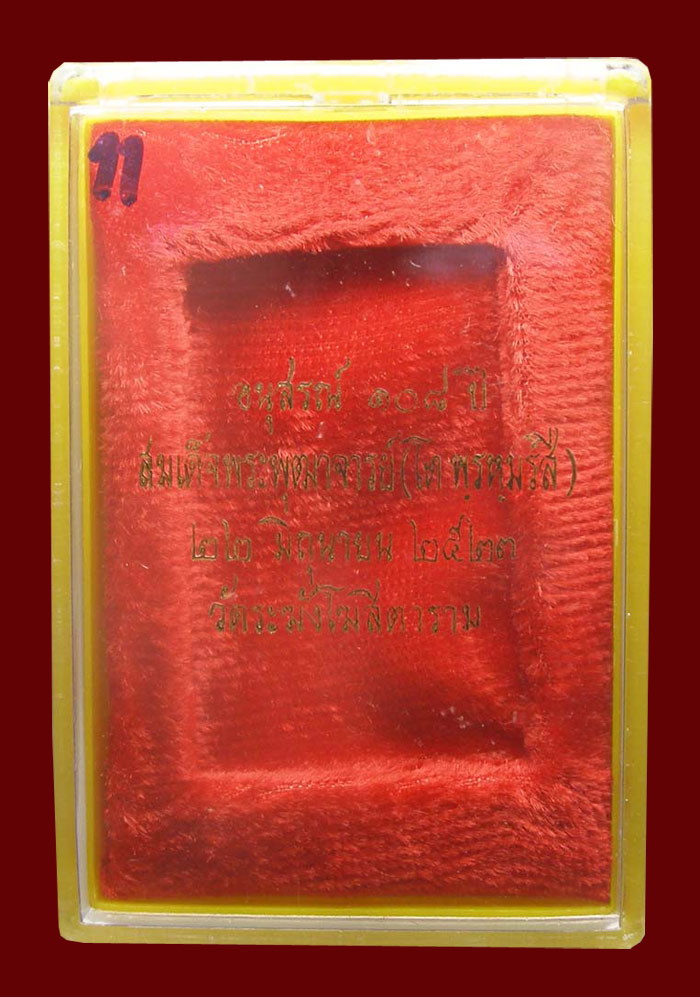 ท
อนุสรณ์ ๑๐๘ ปี
สมเด็จพระพุฒาจารย์(โต พฺรหฺมรํสี)
๒๒ มิถุนายน ๒๕๒๓
วัดระฆังโฆสิตาราม